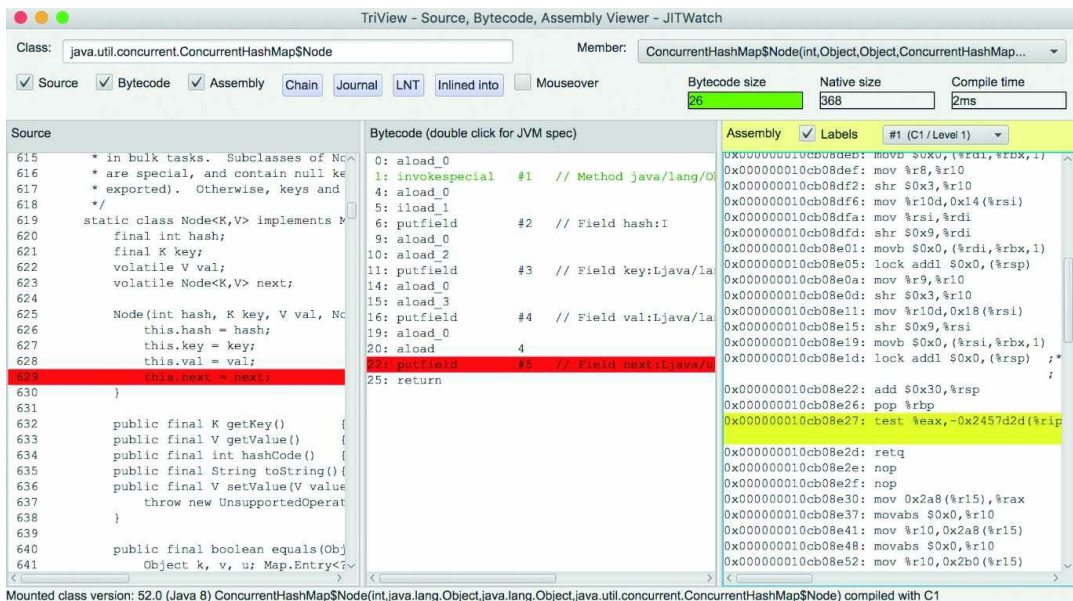 TriView - Source, Bytecode, Assembly Viewer - JITWatch
Class: java.util.concurrent.ConcurrentHashMap$Node Member: ConcurrentHashMap$Node(int,Object,Object,ConcurrentHashMap...
Source Bytecode Assembly Chain Journal LNT Inlined into Mouseover
Bytecode size Native size Compile time
26 368 2ms
Source
615 * in bulk tasks. Subclasses of No
616 * are special, and contain null ke
617 * exported). Otherwise, keys and
618 */
619 static class Node<K,V> implements M
620 final int hash;
621 final K key;
622 volatile V val;
623 volatile Node<K,V> next;
624
625 Node(int hash, K key, V val, No
626 this.hash = hash;
627 this.key = key;
628 this.val = val;
629 this.next = next;
630 }
631
632 public final K getKey() {
633 public final V getValue() {
634 public final int hashCode() {
635 public final String toString(){
636 public final V setValue(V value
637 throw new UnsupportedOperat
638 }
639
640 public final boolean equals(Obj
641 Object k, v, u; Map.Entry<?
Bytecode (double click for JVM spec)
0: aload_0
1: invokespecial #1 // Method java/lang/O
4: aload_0
5: iload_1
6: putfield #2 // Field hash:I
9: aload_0
10: aload_2
11: putfield #3 // Field key:Ljava/la
14: aload_0
15: aload_3
16: putfield #4 // Field val:Ljava/la
19: aload_0
20: aload 4
22: putfield #5 // Field next:Ljava/u
25: return
Assembly Labels #1 (C1 / Level 1)
0x000000010cb08deb: movb $0x0,(%rdi,%rbx,1)
0x000000010cb08def: mov %r8,%r10
0x000000010cb08df2: shr $0x3,%r10
0x000000010cb08df6: mov %r10d,0x14(%rsi)
0x000000010cb08dfa: mov %rsi,%rdi
0x000000010cb08dfd: shr $0x9,%rdi
0x000000010cb08e01: movb $0x0,(%rdi,%rbx,1)
0x000000010cb08e05: lock addl $0x0,(%rsp)
0x000000010cb08e0a: mov %r9,%r10
0x000000010cb08e0d: shr $0x3,%r10
0x000000010cb08e11: mov %r10d,0x18(%rsi)
0x000000010cb08e15: shr $0x9,%rsi
0x000000010cb08e19: movb $0x0,(%rsi,%rbx,1)
0x000000010cb08e1d: lock addl $0x0,(%rsp) ;*
;
0x000000010cb08e22: add $0x30,%rsp
0x000000010cb08e26: pop %rbp
0x000000010cb08e27: test %eax,-0x2457d2d(%rip
0x000000010cb08e2d: retq
0x000000010cb08e2e: nop
0x000000010cb08e2f: nop
0x000000010cb08e30: mov 0x2a8(%r15),%rax
0x000000010cb08e37: movabs $0x0,%r10
0x000000010cb08e41: mov %r10,0x2a8(%r15)
0x000000010cb08e48: movabs $0x0,%r10
0x000000010cb08e52: mov %r10,0x2b0(%r15)
Mounted class version: 52.0 (Java 8) ConcurrentHashMap$Node(int,java.lang.Object,java.lang.Object,java.util.concurrent.ConcurrentHashMap$Node) compiled with C1